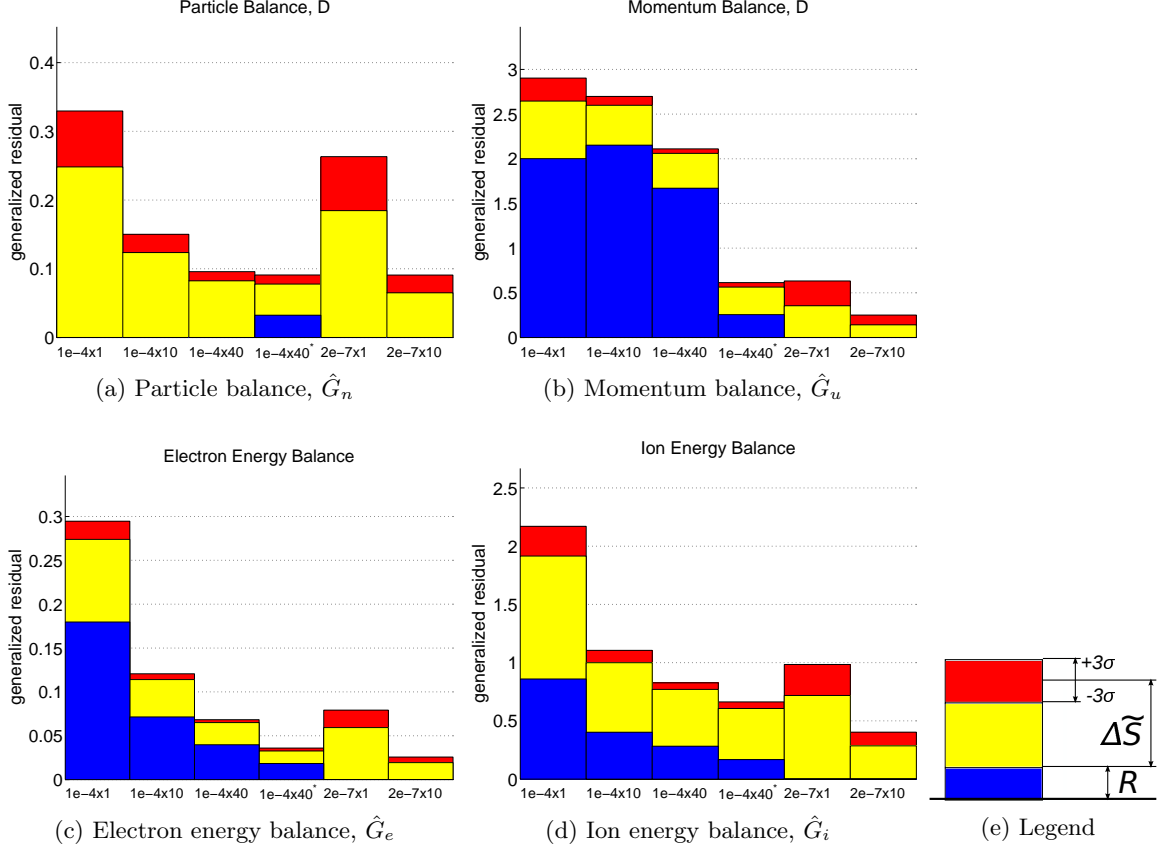 Particle Balance, D
generalized residual
0.4
0.3
0.2
0.1
0
1e−4x1 1e−4x10 1e−4x40 1e−4x40* 2e−7x1 2e−7x10
(a) Particle balance, Ĝn
Momentum Balance, D
generalized residual
3
2.5
2
1.5
1
0.5
0
1e−4x1 1e−4x10 1e−4x40 1e−4x40* 2e−7x1 2e−7x10
(b) Momentum balance, Ĝu
Electron Energy Balance
generalized residual
0.3
0.25
0.2
0.15
0.1
0.05
0
1e−4x1 1e−4x10 1e−4x40 1e−4x40* 2e−7x1 2e−7x10
(c) Electron energy balance, Ĝe
Ion Energy Balance
generalized residual
2.5
2
1.5
1
0.5
0
1e−4x1 1e−4x10 1e−4x40 1e−4x40* 2e−7x1 2e−7x10
(d) Ion energy balance, Ĝi
+3σ
-3σ
ΔS̃
R
(e) Legend